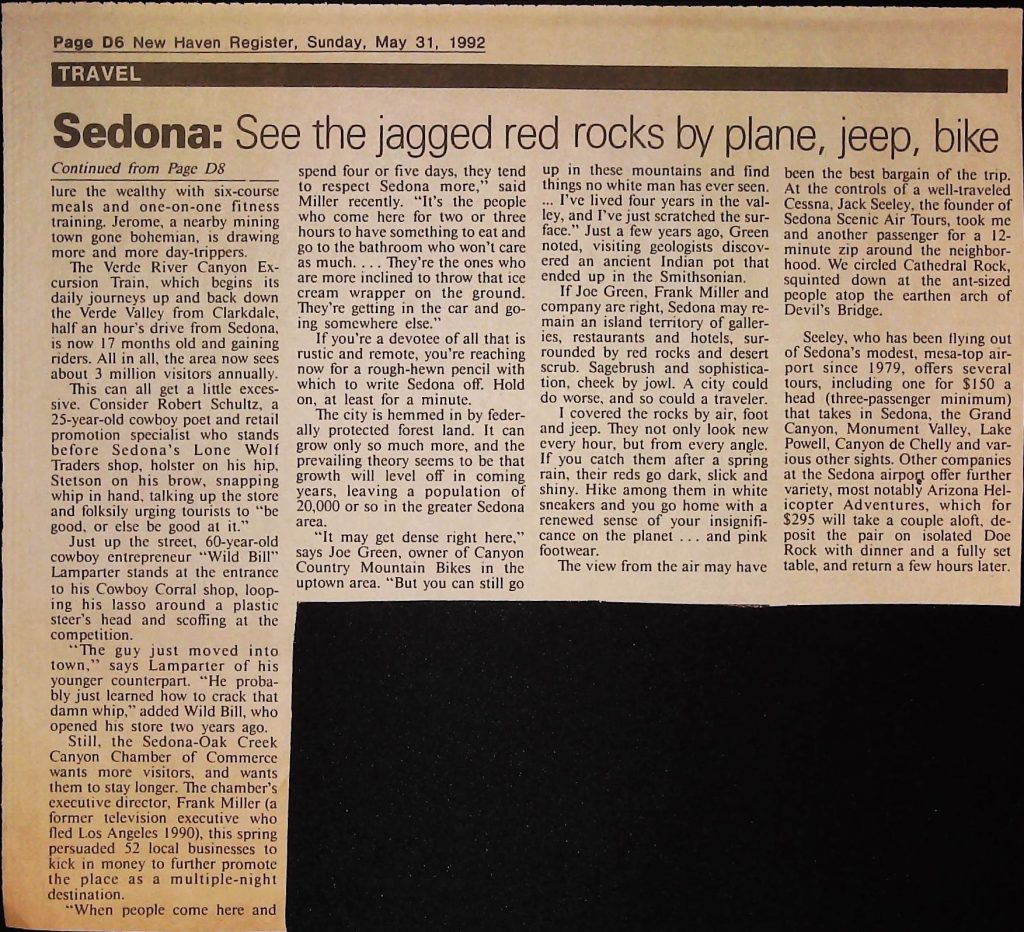 Page D6 New Haven Register, Sunday, May 31, 1992
TRAVEL
Sedona: See the jagged red rocks by plane, jeep, bike
Continued from Page D8
lure the wealthy with six-course
meals and one-on-one fitness
training. Jerome, a nearby mining
town gone bohemian, is drawing
more and more day-trippers.
The Verde River Canyon Ex-
cursion Train, which begins its
daily journeys up and back down
the Verde Valley from Clarkdale,
half an hour's drive from Sedona,
is now 17 months old and gaining
riders. All in all, the area now sees
about 3 million visitors annually.
This can all get a little exces-
sive. Consider Robert Schultz, a
25-year-old cowboy poet and retail
promotion specialist who stands
before Sedona's Lone Wolf
Traders shop, holster on his hip,
Stetson on his brow, snapping
whip in hand, talking up the store
and folksily urging tourists to "be
good, or else be good at it."
Just up the street, 60-year-old
cowboy entrepreneur "Wild Bill"
Lamparter stands at the entrance
to his Cowboy Corral shop, loop-
ing his lasso around a plastic
steer's head and scoffing at the
competition.
"The guy just moved into
town," says Lamparter of his
younger counterpart. "He proba-
bly just learned how to crack that
damn whip," added Wild Bill, who
opened his store two years ago.
Still, the Sedona-Oak Creek
Canyon Chamber of Commerce
wants more visitors, and wants
them to stay longer. The chamber's
executive director, Frank Miller (a
former television executive who
fled Los Angeles 1990), this spring
persuaded 52 local businesses to
kick in money to further promote
the place as a multiple-night
destination.
"When people come here and
spend four or five days, they tend
to respect Sedona more," said
Miller recently. "It's the people
who come here for two or three
hours to have something to eat and
go to the bathroom who won't care
as much. . . . They're the ones who
are more inclined to throw that ice
cream wrapper on the ground.
They're getting in the car and go-
ing somewhere else."
If you're a devotee of all that is
rustic and remote, you're reaching
now for a rough-hewn pencil with
which to write Sedona off. Hold
on, at least for a minute.
The city is hemmed in by feder-
ally protected forest land. It can
grow only so much more, and the
prevailing theory seems to be that
growth will level off in coming
years, leaving a population of
20,000 or so in the greater Sedona
area.
"It may get dense right here,"
says Joe Green, owner of Canyon
Country Mountain Bikes in the
uptown area. "But you can still go
up in these mountains and find
things no white man has ever seen.
... I've lived four years in the val-
ley, and I've just scratched the sur-
face." Just a few years ago, Green
noted, visiting geologists discov-
ered an ancient Indian pot that
ended up in the Smithsonian.
If Joe Green, Frank Miller and
company are right, Sedona may re-
main an island territory of galler-
ies, restaurants and hotels, sur-
rounded by red rocks and desert
scrub. Sagebrush and sophistica-
tion, cheek by jowl. A city could
do worse, and so could a traveler.
I covered the rocks by air, foot
and jeep. They not only look new
every hour, but from every angle.
If you catch them after a spring
rain, their reds go dark, slick and
shiny. Hike among them in white
sneakers and you go home with a
renewed sense of your insignifi-
cance on the planet . . . and pink
footwear.
The view from the air may have
been the best bargain of the trip.
At the controls of a well-traveled
Cessna, Jack Seeley, the founder of
Sedona Scenic Air Tours, took me
and another passenger for a 12-
minute zip around the neighbor-
hood. We circled Cathedral Rock,
squinted down at the ant-sized
people atop the earthen arch of
Devil's Bridge.
Seeley, who has been flying out
of Sedona's modest, mesa-top air-
port since 1979, offers several
tours, including one for $150 a
head (three-passenger minimum)
that takes in Sedona, the Grand
Canyon, Monument Valley, Lake
Powell, Canyon de Chelly and var-
ious other sights. Other companies
at the Sedona airport offer further
variety, most notably Arizona Hel-
icopter Adventures, which for
$295 will take a couple aloft, de-
posit the pair on isolated Doe
Rock with dinner and a fully set
table, and return a few hours later.